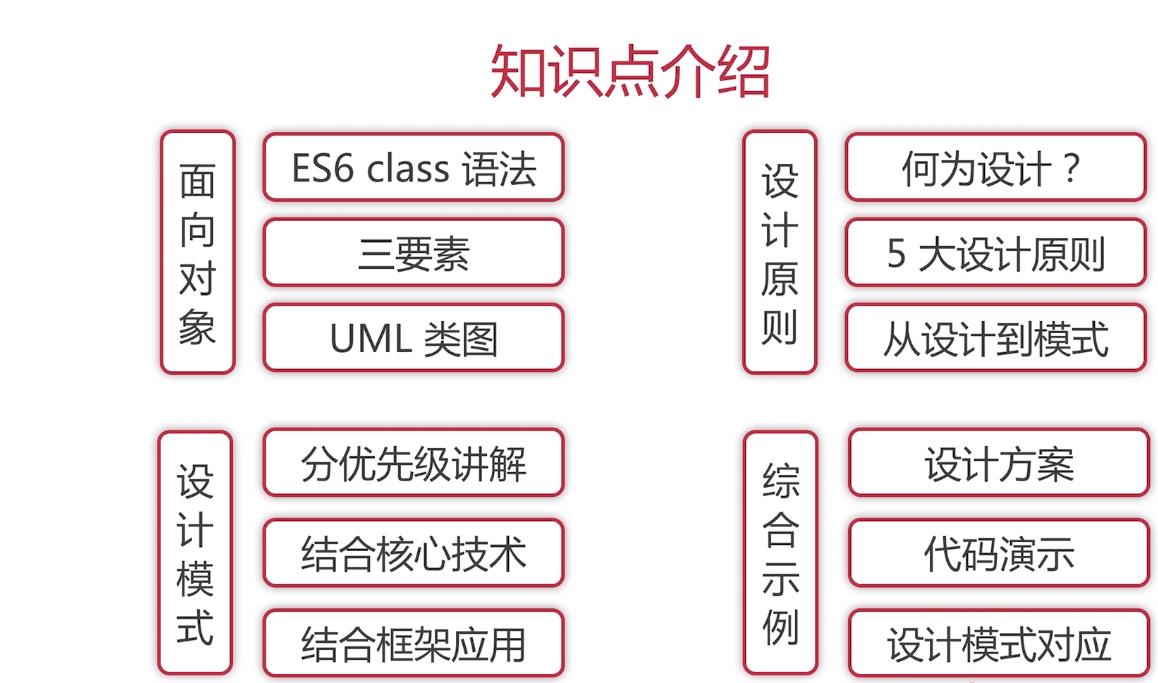 知识点介绍
面向对象
ES6 class 语法
三要素
UML 类图
设计原则
何为设计？
5 大设计原则
从设计到模式
设计模式
分优先级讲解
结合核心技术
结合框架应用
综合示例
设计方案
代码演示
设计模式对应